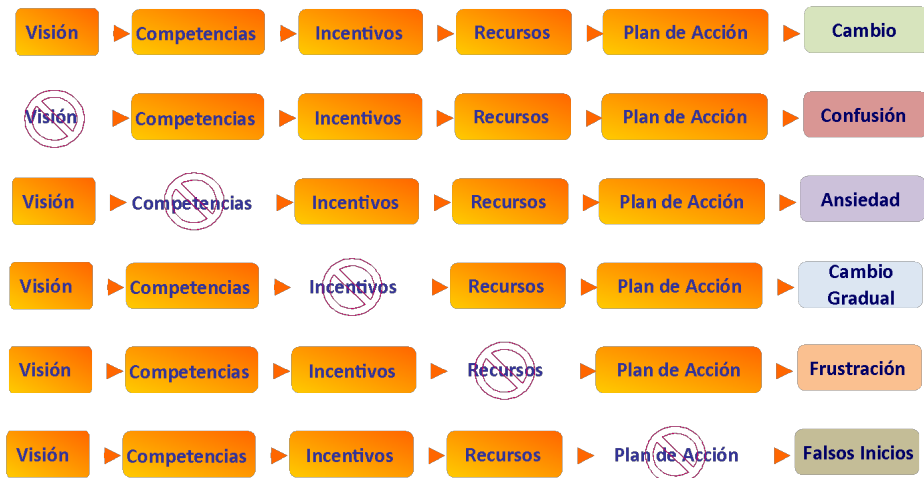 Visión Competencias Incentivos Recursos Plan de Acción Cambio
Visión Competencias Incentivos Recursos Plan de Acción Confusión
Visión Competencias Incentivos Recursos Plan de Acción Ansiedad
Visión Competencias Incentivos Recursos Plan de Acción Cambio Gradual
Visión Competencias Incentivos Recursos Plan de Acción Frustración
Visión Competencias Incentivos Recursos Plan de Acción Falsos Inicios